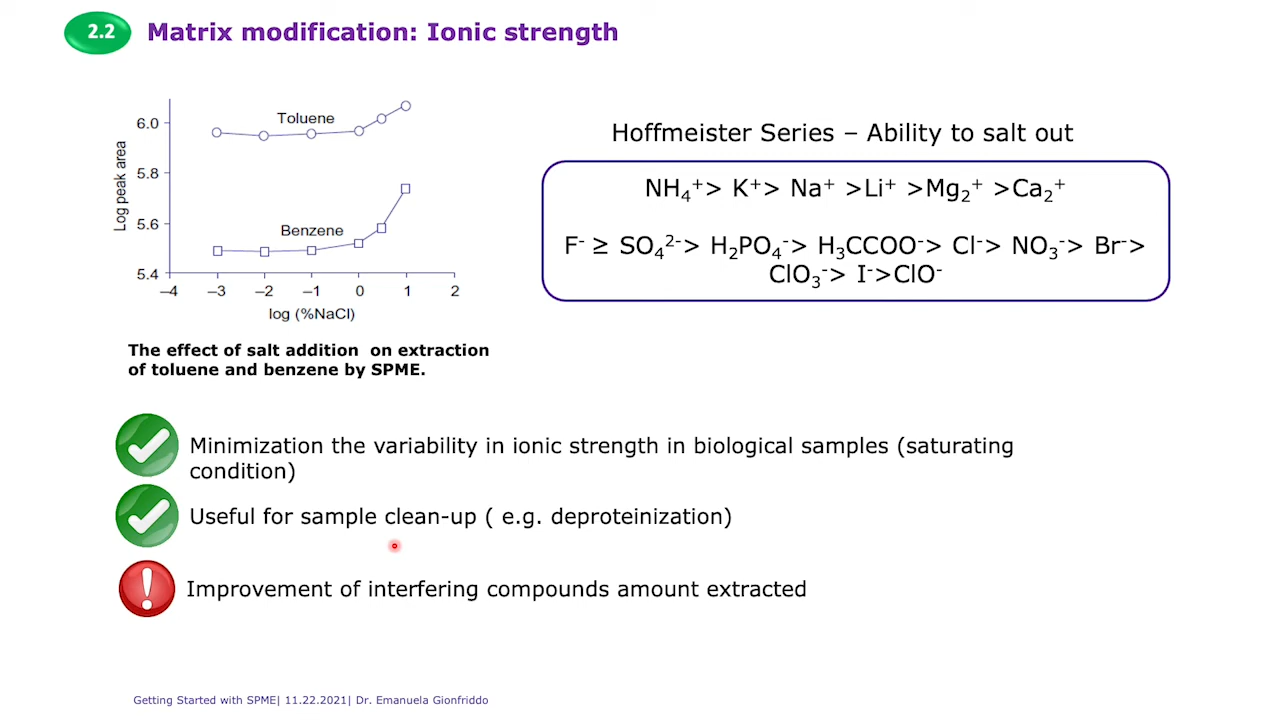 2.2
Matrix modification: Ionic strength
6.0
5.8
5.6
5.4
Log peak area
Toluene
Benzene
–4 –3 –2 –1 0 1 2
log (%NaCl)
The effect of salt addition on extraction
of toluene and benzene by SPME.
Hoffmeister Series – Ability to salt out
NH₄⁺> K⁺> Na⁺ >Li⁺ >Mg₂⁺ >Ca₂⁺
F⁻ ≥ SO₄²⁻> H₂PO₄⁻> H₃CCOO⁻> Cl⁻> NO₃⁻> Br⁻>
ClO₃⁻> I⁻>ClO⁻
Minimization the variability in ionic strength in biological samples (saturating
condition)
Useful for sample clean-up ( e.g. deproteinization)
Improvement of interfering compounds amount extracted
Getting Started with SPME| 11.22.2021| Dr. Emanuela Gionfriddo